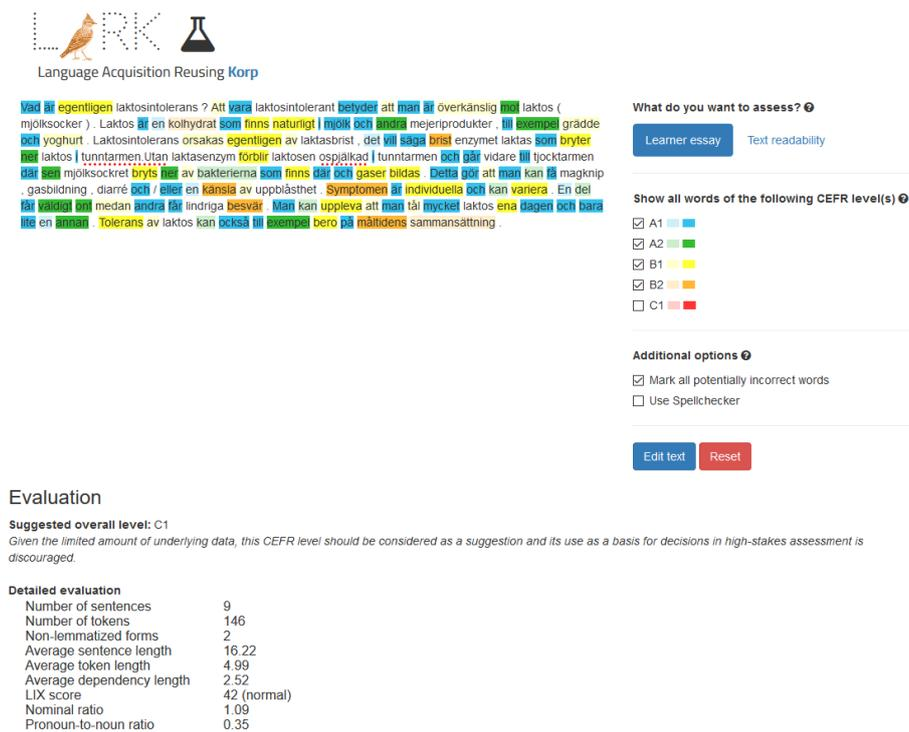 LARK
Language Acquisition Reusing Korp
Vad är egentligen laktosintolerans ? Att vara laktosintolerant betyder att man är överkänslig mot laktos (
mjölksocker ) . Laktos är en kolhydrat som finns naturligt i mjölk och andra mejeriprodukter , till exempel grädde
och yoghurt . Laktosintolerans orsakas egentligen av laktasbrist , det vill säga brist enzymet laktas som bryter
ner laktos i tunntarmen.Utan laktasenzym förblir laktosen ospjälkad i tunntarmen och går vidare till tjocktarmen
där sen mjölksockret bryts ner av bakterierna som finns där och gaser bildas . Detta gör att man kan få magknip
, gasbildning , diarré och / eller en känsla av uppblåsthet . Symptomen är individuella och kan variera . En del
får väldigt ont medan andra får lindriga besvär . Man kan uppleva att man tål mycket laktos ena dagen och bara
lite en annan . Tolerans av laktos kan också till exempel bero på måltidens sammansättning .
What do you want to assess?
Learner essay Text readability
Show all words of the following CEFR level(s)
A1
A2
B1
B2
C1
Additional options
Mark all potentially incorrect words
Use Spellchecker
Edit text Reset
Evaluation
Suggested overall level: C1
Given the limited amount of underlying data, this CEFR level should be considered as a suggestion and its use as a basis for decisions in high-stakes assessment is
discouraged.
Detailed evaluation
Number of sentences 9
Number of tokens 146
Non-lemmatized forms 2
Average sentence length 16.22
Average token length 4.99
Average dependency length 2.52
LIX score 42 (normal)
Nominal ratio 1.09
Pronoun-to-noun ratio 0.35